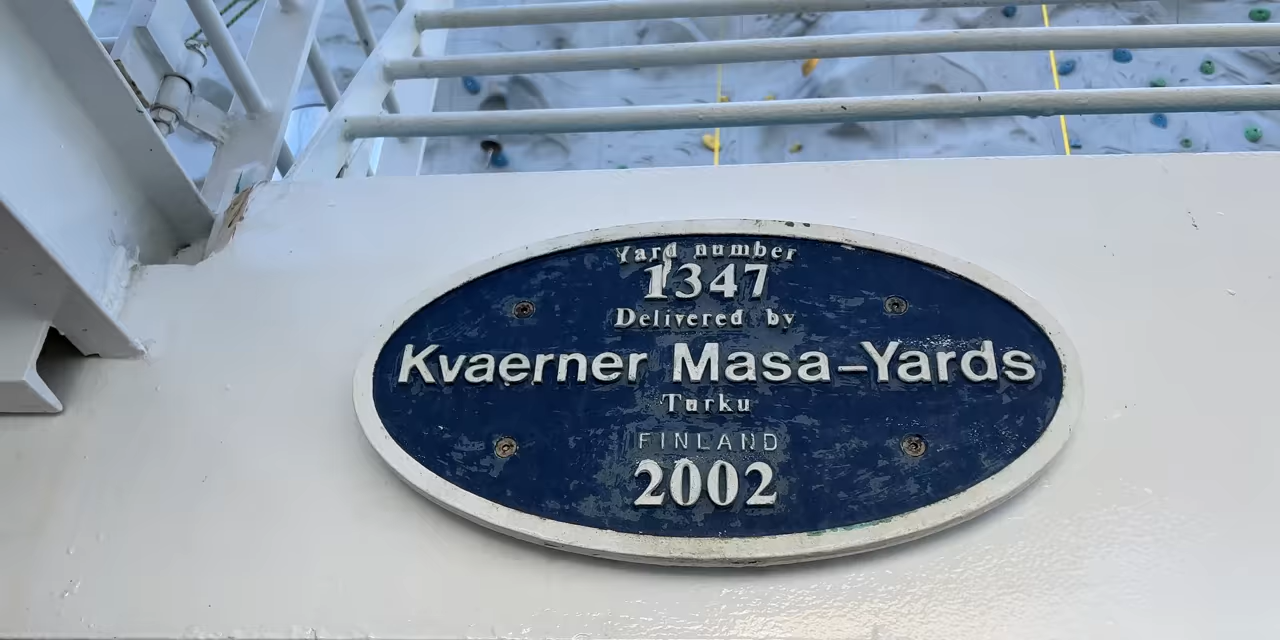 Yard number
1347
Delivered by
Kvaerner Masa-Yards
Turku
FINLAND
2002